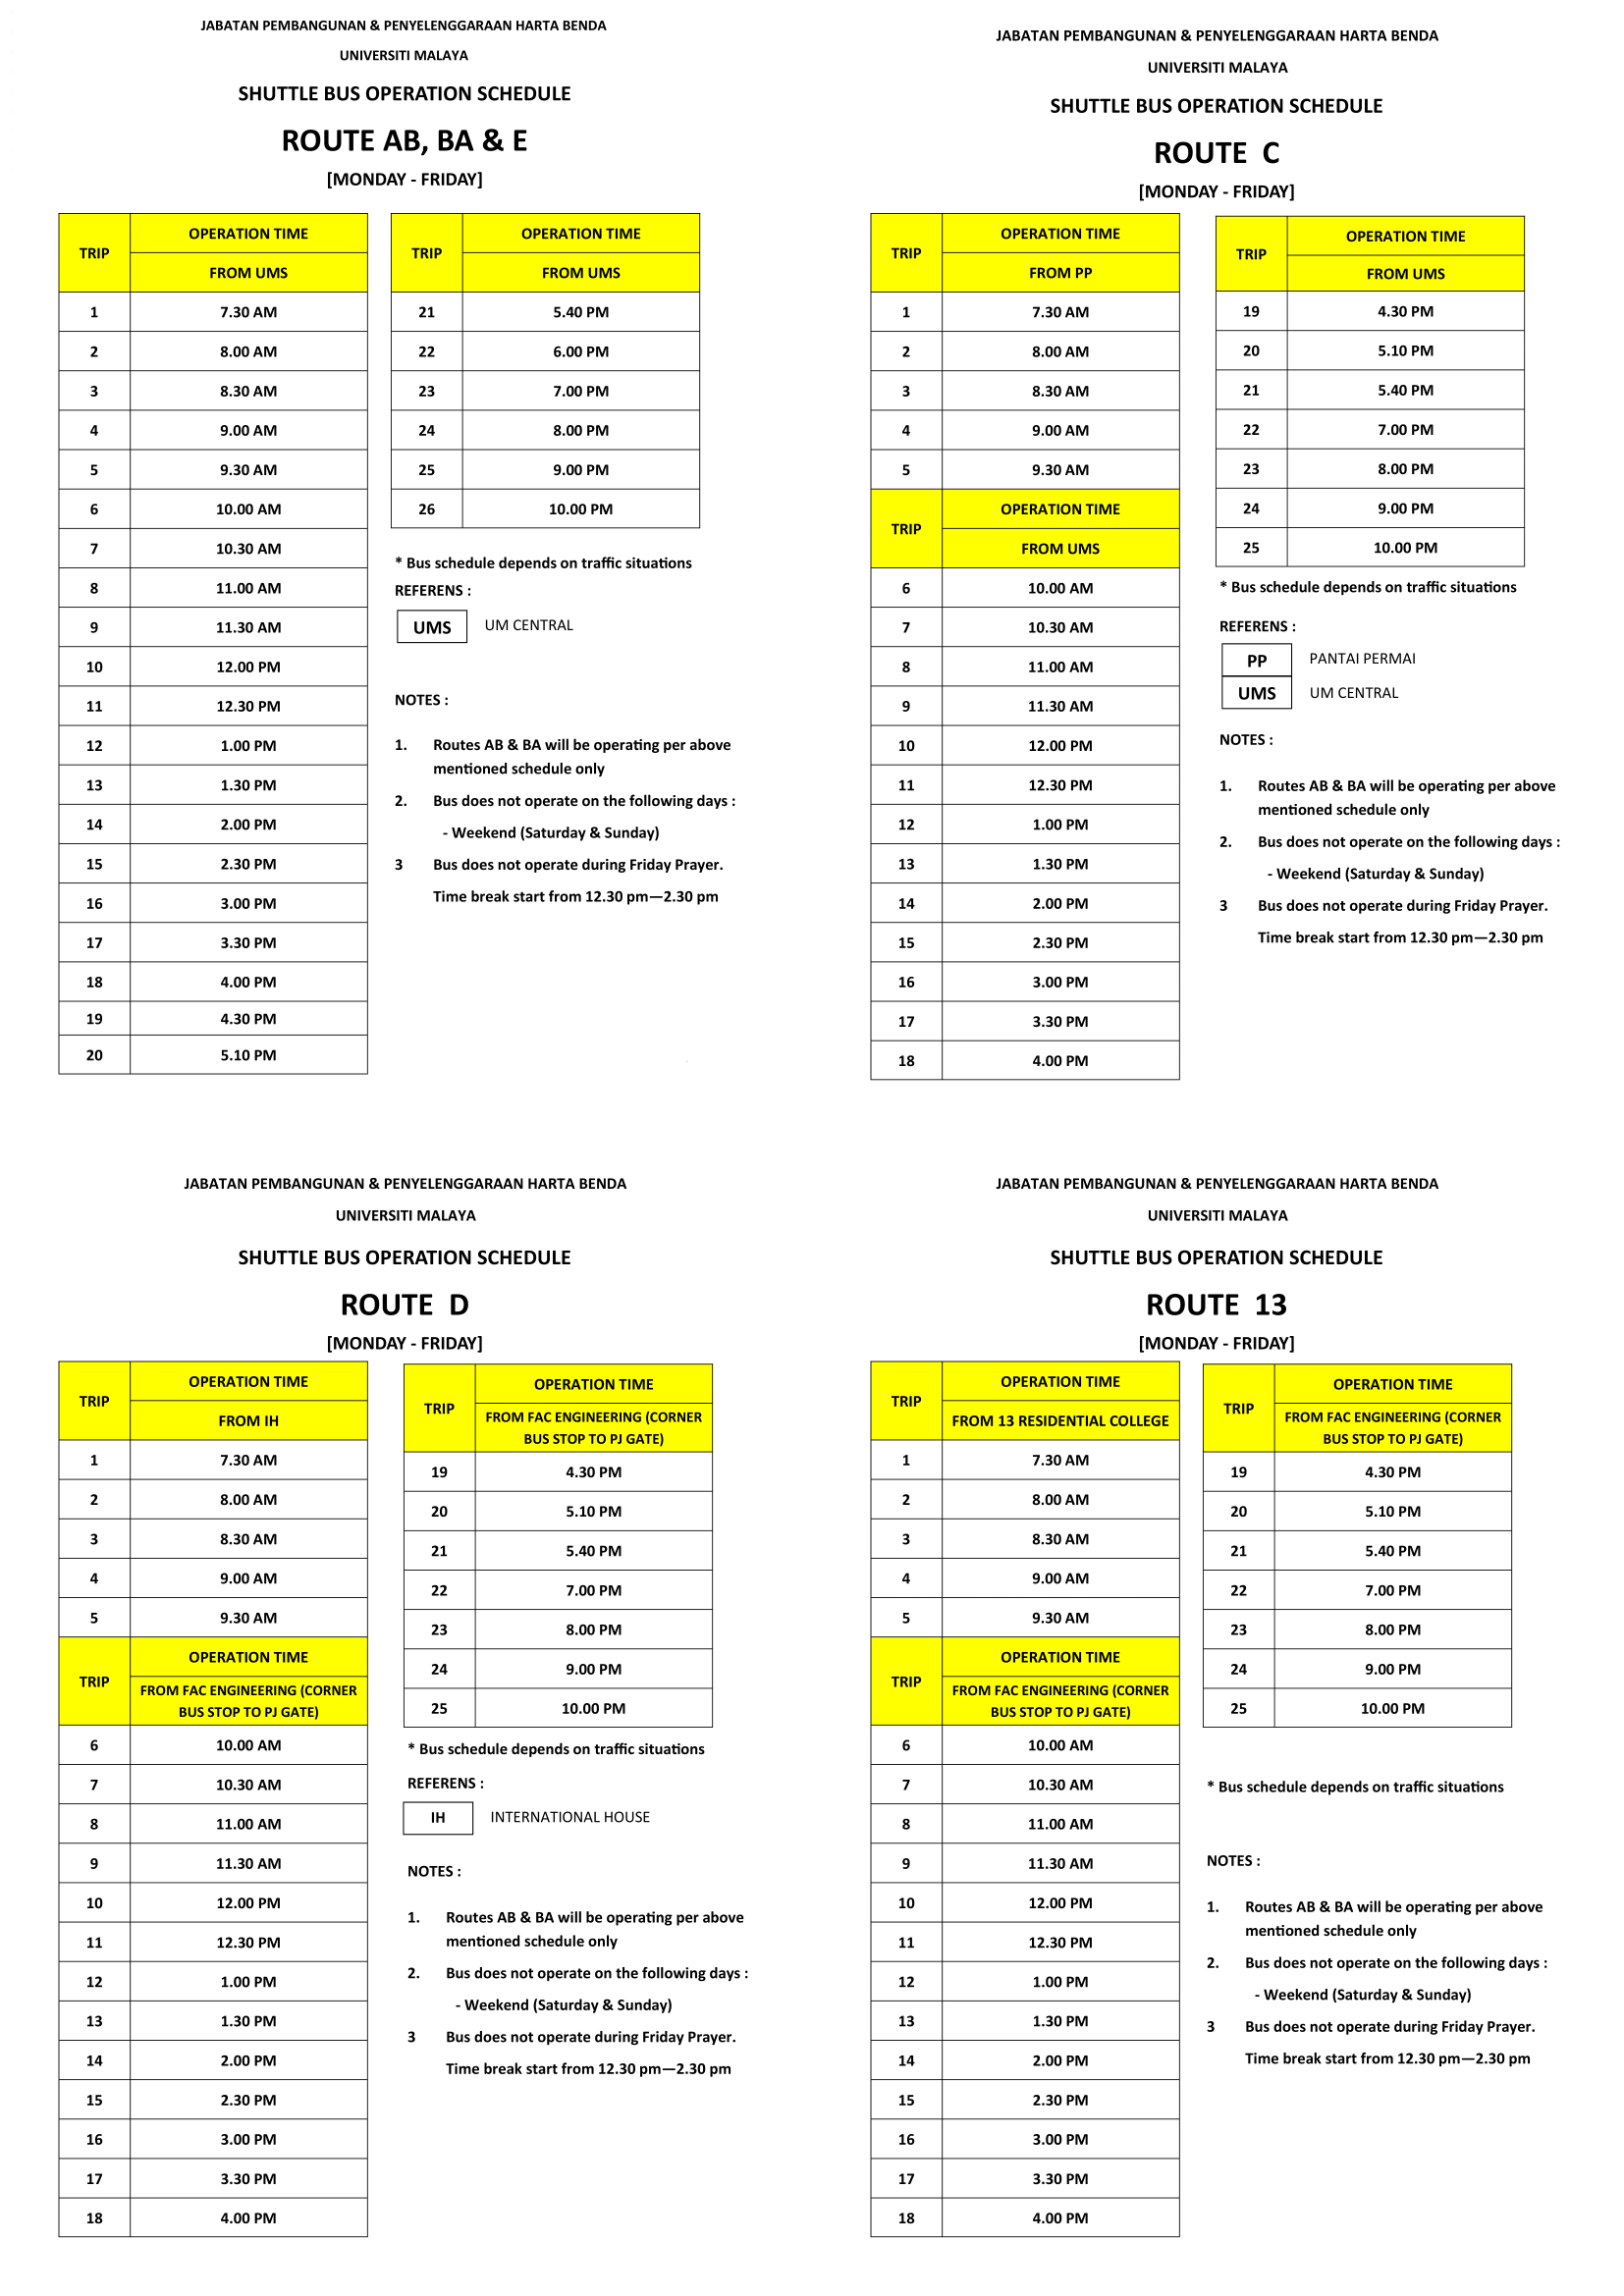 JABATAN PEMBANGUNAN & PENYELENGGARAAN HARTA BENDA
UNIVERSITI MALAYA
SHUTTLE BUS OPERATION SCHEDULE
ROUTE AB, BA & E
[MONDAY - FRIDAY]
TRIP OPERATION TIME
FROM UMS
1 7.30 AM
2 8.00 AM
3 8.30 AM
4 9.00 AM
5 9.30 AM
6 10.00 AM
7 10.30 AM
8 11.00 AM
9 11.30 AM
10 12.00 PM
11 12.30 PM
12 1.00 PM
13 1.30 PM
14 2.00 PM
15 2.30 PM
16 3.00 PM
17 3.30 PM
18 4.00 PM
19 4.30 PM
20 5.10 PM
TRIP OPERATION TIME
FROM UMS
21 5.40 PM
22 6.00 PM
23 7.00 PM
24 8.00 PM
25 9.00 PM
26 10.00 PM
* Bus schedule depends on traffic situations
REFERENS :
UMS UM CENTRAL
NOTES :
1. Routes AB & BA will be operating per above
mentioned schedule only
2. Bus does not operate on the following days :
- Weekend (Saturday & Sunday)
3 Bus does not operate during Friday Prayer.
Time break start from 12.30 pm—2.30 pm
JABATAN PEMBANGUNAN & PENYELENGGARAAN HARTA BENDA
UNIVERSITI MALAYA
SHUTTLE BUS OPERATION SCHEDULE
ROUTE C
[MONDAY - FRIDAY]
TRIP OPERATION TIME
FROM PP
1 7.30 AM
2 8.00 AM
3 8.30 AM
4 9.00 AM
5 9.30 AM
TRIP OPERATION TIME
FROM UMS
6 10.00 AM
7 10.30 AM
8 11.00 AM
9 11.30 AM
10 12.00 PM
11 12.30 PM
12 1.00 PM
13 1.30 PM
14 2.00 PM
15 2.30 PM
16 3.00 PM
17 3.30 PM
18 4.00 PM
TRIP OPERATION TIME
FROM UMS
19 4.30 PM
20 5.10 PM
21 5.40 PM
22 7.00 PM
23 8.00 PM
24 9.00 PM
25 10.00 PM
* Bus schedule depends on traffic situations
REFERENS :
PP PANTAI PERMAI
UMS UM CENTRAL
NOTES :
1. Routes AB & BA will be operating per above
mentioned schedule only
2. Bus does not operate on the following days :
- Weekend (Saturday & Sunday)
3 Bus does not operate during Friday Prayer.
Time break start from 12.30 pm—2.30 pm
JABATAN PEMBANGUNAN & PENYELENGGARAAN HARTA BENDA
UNIVERSITI MALAYA
SHUTTLE BUS OPERATION SCHEDULE
ROUTE D
[MONDAY - FRIDAY]
TRIP OPERATION TIME
FROM IH
1 7.30 AM
2 8.00 AM
3 8.30 AM
4 9.00 AM
5 9.30 AM
TRIP OPERATION TIME
FROM FAC ENGINEERING (CORNER
BUS STOP TO PJ GATE)
6 10.00 AM
7 10.30 AM
8 11.00 AM
9 11.30 AM
10 12.00 PM
11 12.30 PM
12 1.00 PM
13 1.30 PM
14 2.00 PM
15 2.30 PM
16 3.00 PM
17 3.30 PM
18 4.00 PM
TRIP OPERATION TIME
FROM FAC ENGINEERING (CORNER
BUS STOP TO PJ GATE)
19 4.30 PM
20 5.10 PM
21 5.40 PM
22 7.00 PM
23 8.00 PM
24 9.00 PM
25 10.00 PM
* Bus schedule depends on traffic situations
REFERENS :
IH INTERNATIONAL HOUSE
NOTES :
1. Routes AB & BA will be operating per above
mentioned schedule only
2. Bus does not operate on the following days :
- Weekend (Saturday & Sunday)
3 Bus does not operate during Friday Prayer.
Time break start from 12.30 pm—2.30 pm
JABATAN PEMBANGUNAN & PENYELENGGARAAN HARTA BENDA
UNIVERSITI MALAYA
SHUTTLE BUS OPERATION SCHEDULE
ROUTE 13
[MONDAY - FRIDAY]
TRIP OPERATION TIME
FROM 13 RESIDENTIAL COLLEGE
1 7.30 AM
2 8.00 AM
3 8.30 AM
4 9.00 AM
5 9.30 AM
TRIP OPERATION TIME
FROM FAC ENGINEERING (CORNER
BUS STOP TO PJ GATE)
6 10.00 AM
7 10.30 AM
8 11.00 AM
9 11.30 AM
10 12.00 PM
11 12.30 PM
12 1.00 PM
13 1.30 PM
14 2.00 PM
15 2.30 PM
16 3.00 PM
17 3.30 PM
18 4.00 PM
TRIP OPERATION TIME
FROM FAC ENGINEERING (CORNER
BUS STOP TO PJ GATE)
19 4.30 PM
20 5.10 PM
21 5.40 PM
22 7.00 PM
23 8.00 PM
24 9.00 PM
25 10.00 PM
* Bus schedule depends on traffic situations
NOTES :
1. Routes AB & BA will be operating per above
mentioned schedule only
2. Bus does not operate on the following days :
- Weekend (Saturday & Sunday)
3 Bus does not operate during Friday Prayer.
Time break start from 12.30 pm—2.30 pm